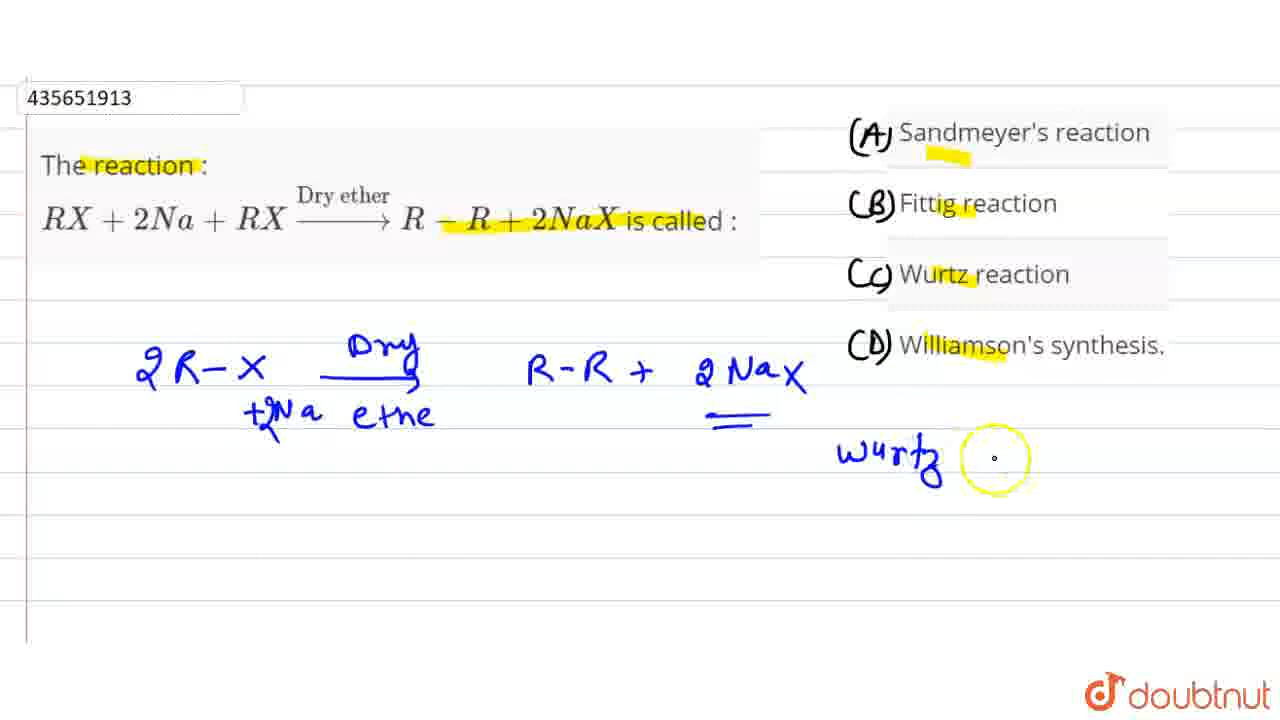 435651913
The reaction :
RX + 2Na + RX \xrightarrow{Dry ether} R − R + 2NaX is called :
(A) Sandmeyer's reaction
(B) Fittig reaction
(C) Wurtz reaction
(D) Williamson's synthesis.
Dry
2R–X ⟶ R–R + 2NaX
+2Na ethe
Wurtz
doubtnut